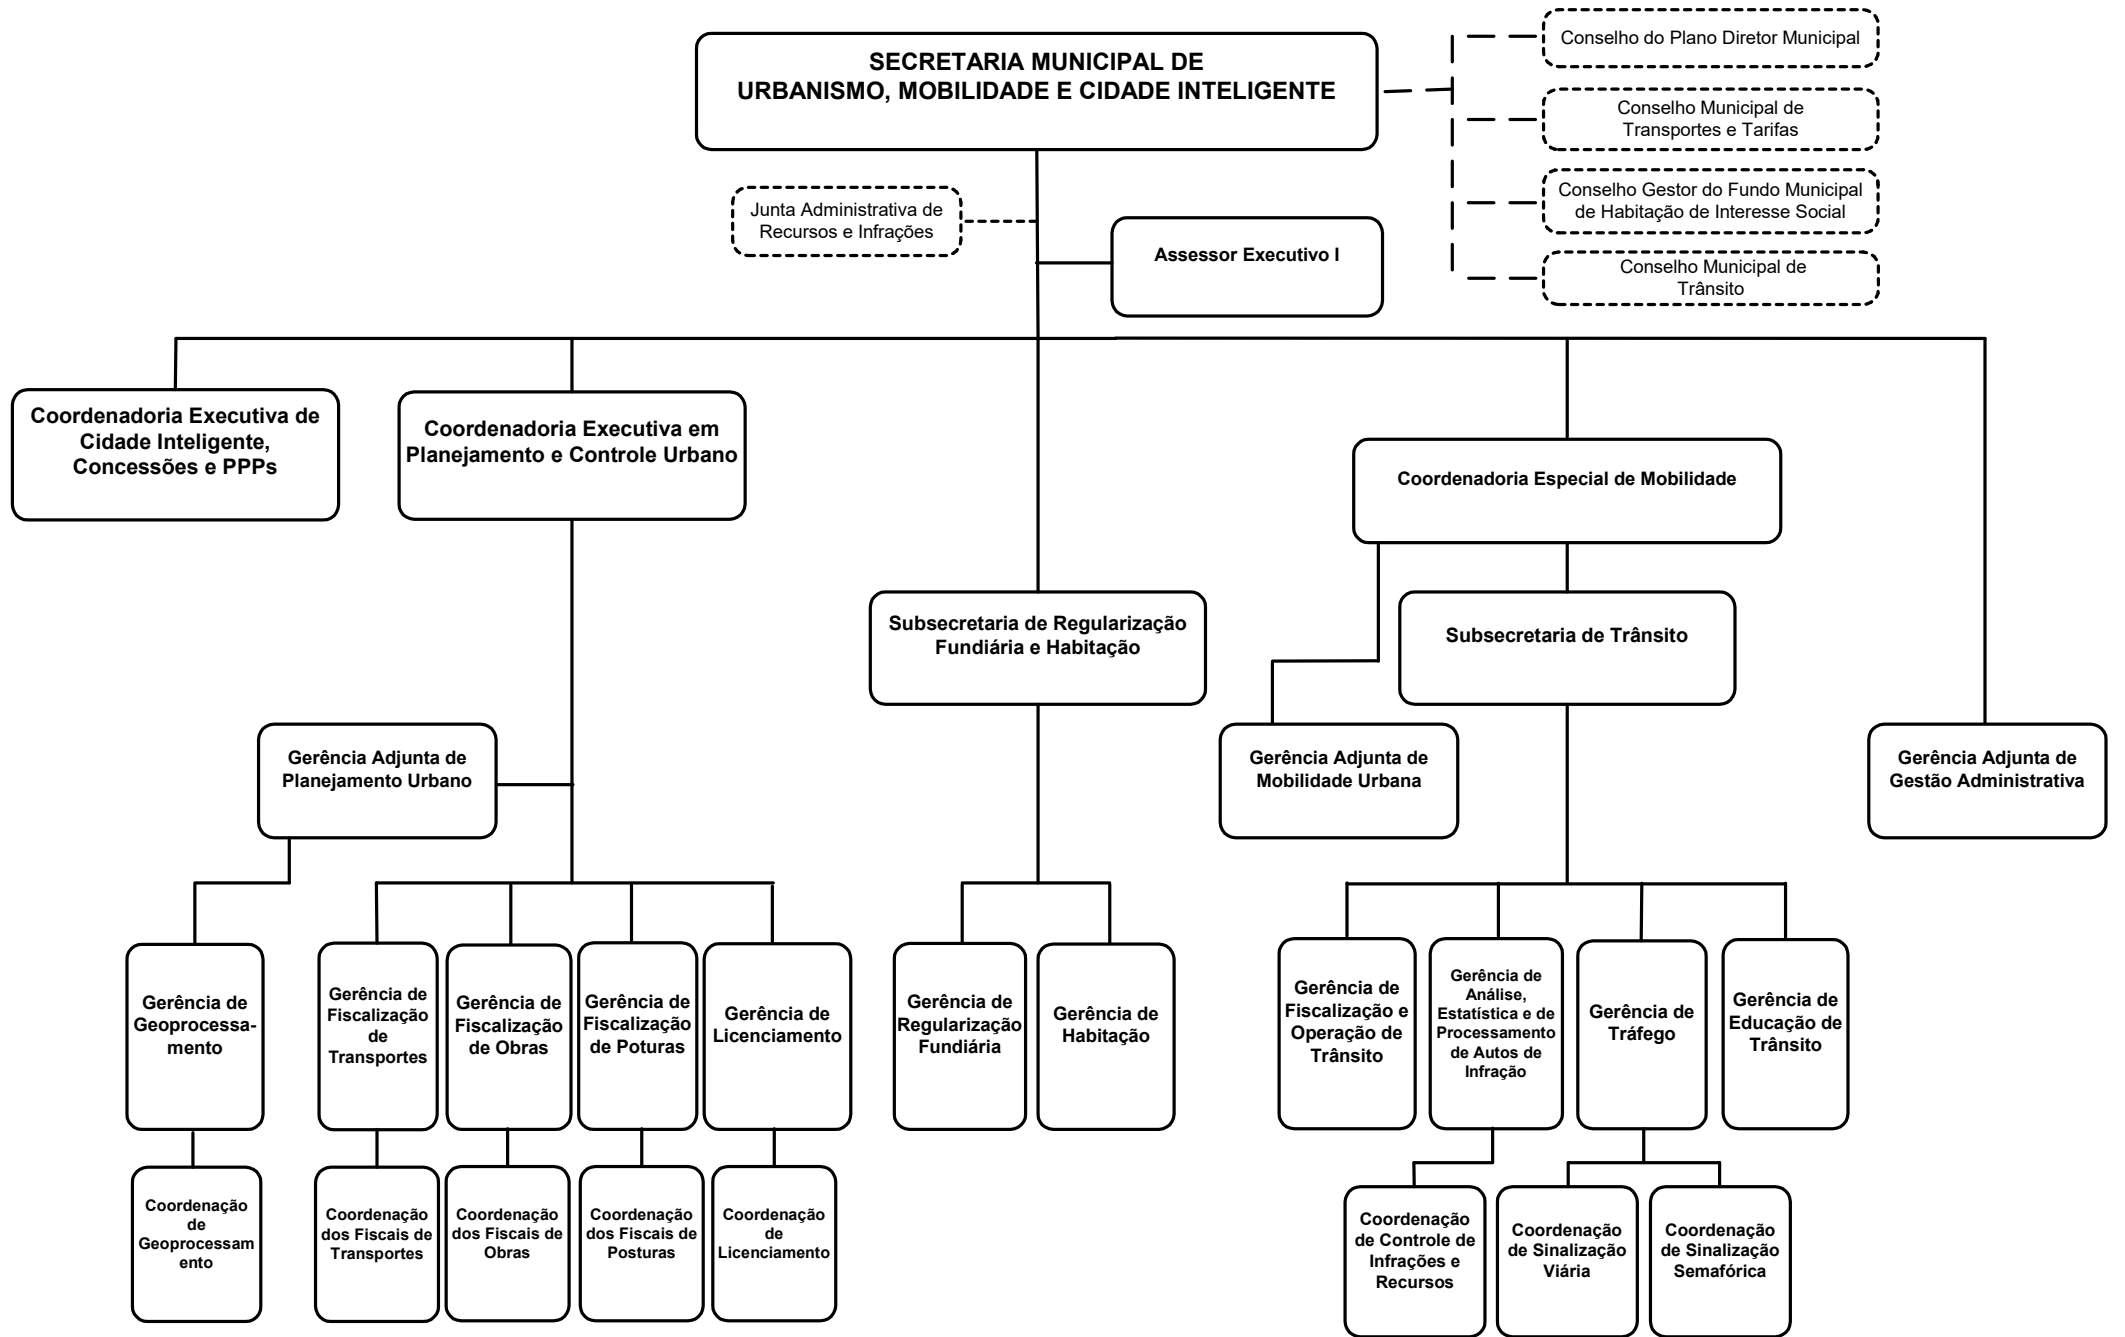 SECRETARIA MUNICIPAL DE
URBANISMO, MOBILIDADE E CIDADE INTELIGENTE
Conselho do Plano Diretor Municipal
Conselho Municipal de
Transportes e Tarifas
Conselho Gestor do Fundo Municipal
de Habitação de Interesse Social
Conselho Municipal de
Trânsito
Junta Administrativa de
Recursos e Infrações
Assessor Executivo I
Coordenadoria Executiva de
Cidade Inteligente,
Concessões e PPPs
Coordenadoria Executiva em
Planejamento e Controle Urbano
Coordenadoria Especial de Mobilidade
Subsecretaria de Regularização
Fundiária e Habitação
Subsecretaria de Trânsito
Gerência Adjunta de
Planejamento Urbano
Gerência Adjunta de
Mobilidade Urbana
Gerência Adjunta de
Gestão Administrativa
Gerência de
Geoprocessa-
mento
Gerência de
Fiscalização
de
Transportes
Gerência de
Fiscalização
de Obras
Gerência de
Fiscalização
de Poturas
Gerência de
Licenciamento
Gerência de
Regularização
Fundiária
Gerência de
Habitação
Gerência de
Fiscalização e
Operação de
Trânsito
Gerência de
Análise,
Estatística e de
Processamento
de Autos de
Infração
Gerência de
Tráfego
Gerência de
Educação de
Trânsito
Coordenação
de
Geoprocessam
ento
Coordenação
dos Fiscais de
Transportes
Coordenação
dos Fiscais de
Obras
Coordenação
dos Fiscais de
Posturas
Coordenação
de
Licenciamento
Coordenação
de Controle de
Infrações e
Recursos
Coordenação
de Sinalização
Viária
Coordenação
de Sinalização
Semafórica